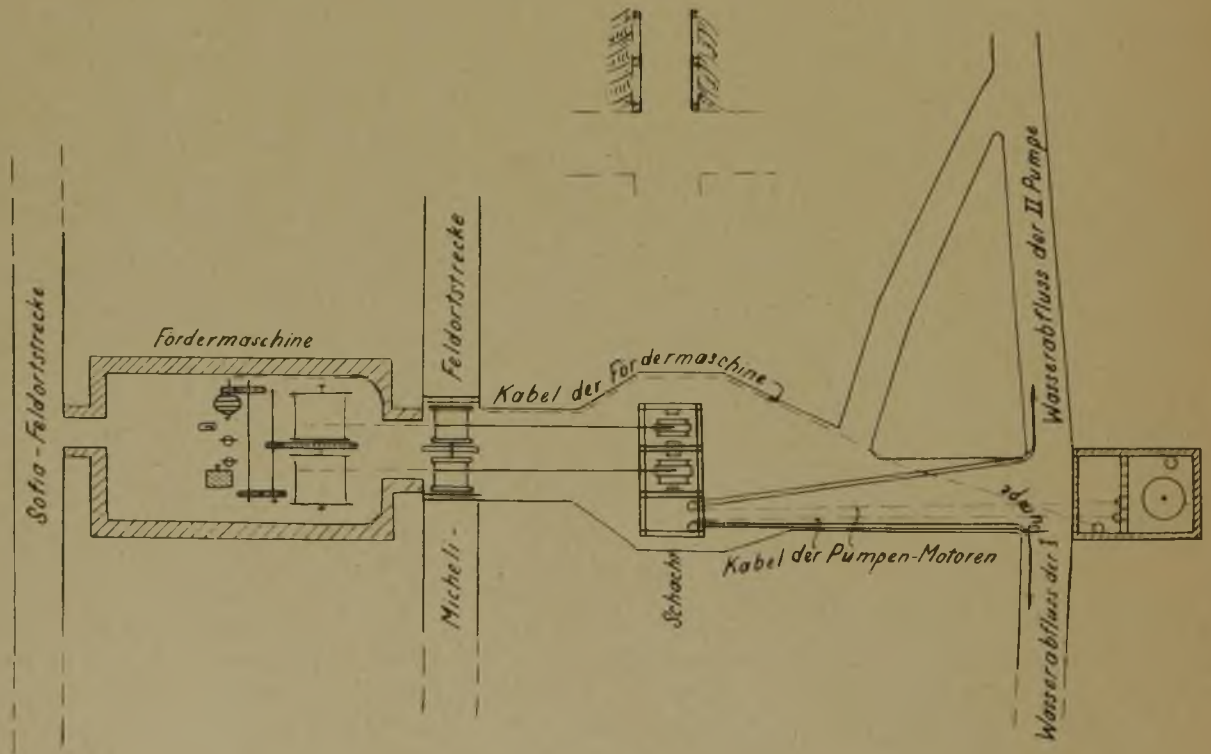 Sofia-Feldortstrecke
Fördermaschine
Micheli-Feldortstrecke
Kabel der Fördermaschine
Schacht
Kabel der Pumpen-Motoren
Wasserabfluss der I Pumpe
Wasserabfluss der II Pumpe